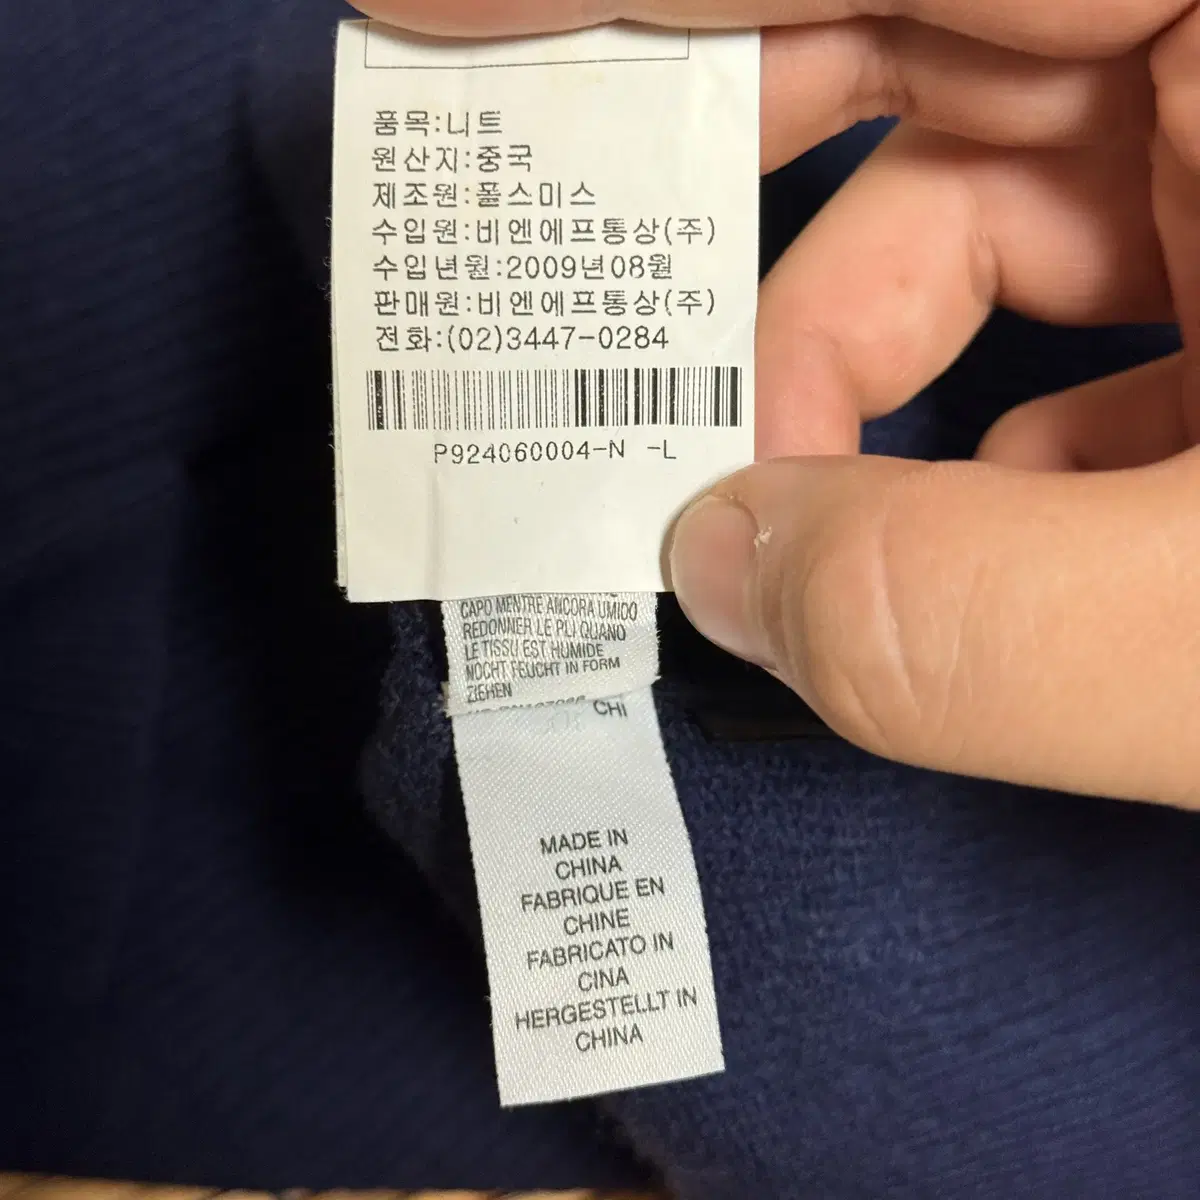 품목:니트
원산지:중국
제조원:폴스미스
수입원:비엔에프통상(주)
수입년월:2009년08월
판매원:비엔에프통상(주)
전화:(02)3447-0284
P924060004-N -L
CAPO MENTRE ANCORA UMIDO
REDONNER LE PLI QUANO
LE TISSU EST HUMIDE
NOCHT FEUCHT IN FORM
ZIEHEN
CHI
MADE IN
CHINA
FABRIQUE EN
CHINE
FABRICATO IN
CINA
HERGESTELLT IN
CHINA